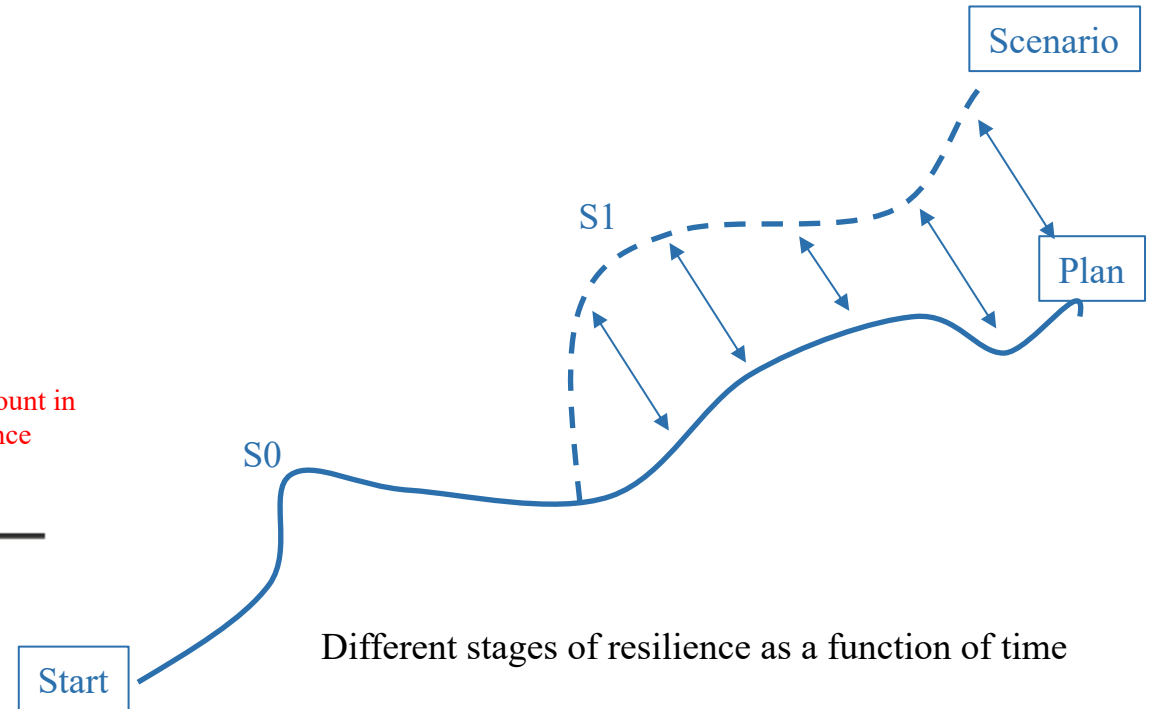 Scenario
S1
Plan
ount in
nce
S0
Different stages of resilience as a function of time
Start